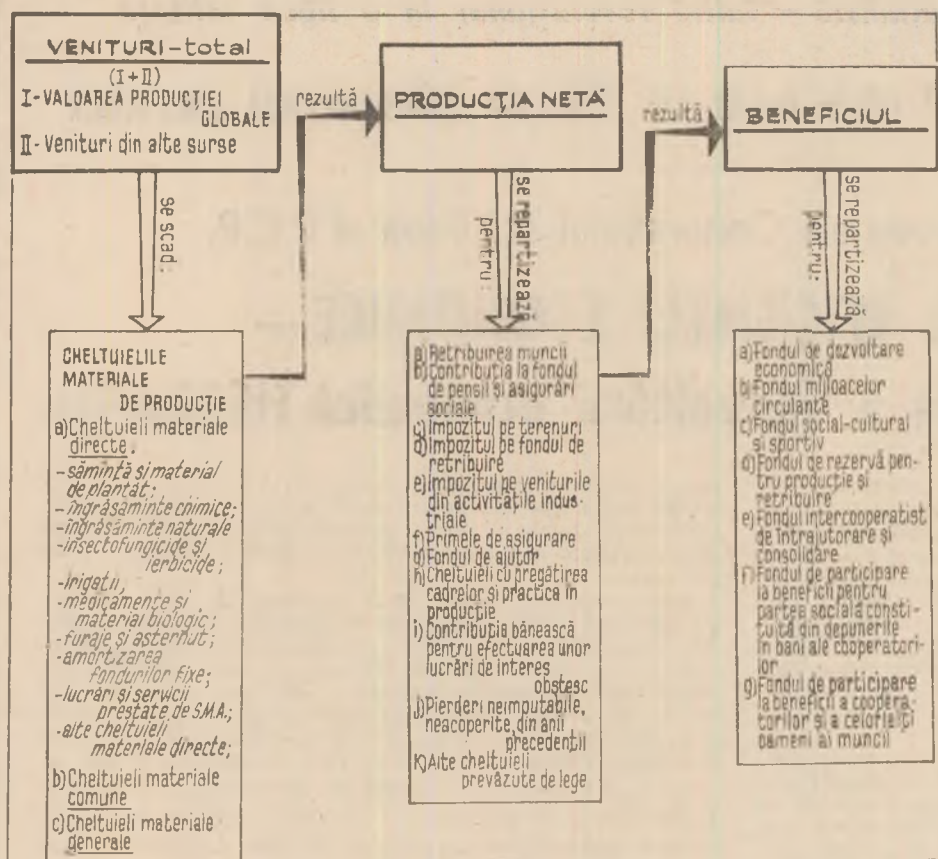 VENITURI-total
(I+II)
I-VALOAREA PRODUCȚIEI
GLOBALE
II-Venituri din alte surse
rezultă
PRODUCȚIA NETĂ
rezultă
BENEFICIUL
se scad:
se repartizează
pentru:
se repartizează
pentru:
CHELTUIELILE
MATERIALE
DE PRODUCȚIE
a)Cheltuieli materiale
directe:
-sămînță și material
de plantat;
-îngrășăminte chimice;
-îngrășăminte naturale
-insectofungicide și
ierbicide;
-irigații,
-medicamente și
material biologic;
-furaje și așternut;
-amortizarea
fondurilor fixe;
-lucrări și servicii
prestate de S.M.A.;
-alte cheltuieli
materiale directe;
b)Cheltuieli materiale
comune
c)Cheltuieli materiale
generale
a)Retribuirea muncii
b)Contribuția la fondul
de pensii și asigurări
sociale
c)Impozitul pe terenuri
d)Impozitul pe fondul de
retribuire
e)Impozitul pe veniturile
din activitățile indus-
triale
f)Primele de asigurare
g)Fondul de ajutor
h)Cheltuieli cu pregătirea
cadrelor și practica în
producție
i)Contribuția bănească
pentru efectuarea unor
lucrări de interes
obștesc
j)Pierderi neimputabile,
neacoperite, din anii
precedenții
k)Alte cheltuieli
prevăzute de lege
a)Fondul de dezvoltare
economică
b)Fondul mijloacelor
circulante
c)Fondul social-cultural
și sportiv
d)Fondul de rezervă pen-
tru producție și
retribuire
e)Fondul intercooperatist
de întrajutorare și
consolidare
f)Fondul de participare
la beneficii pentru
partea socială consti-
tuită din depunerile
în bani ale cooperatori-
lor
g)Fondul de participare
la beneficii a coopera-
torilor și a celorlalți
oameni ai muncii